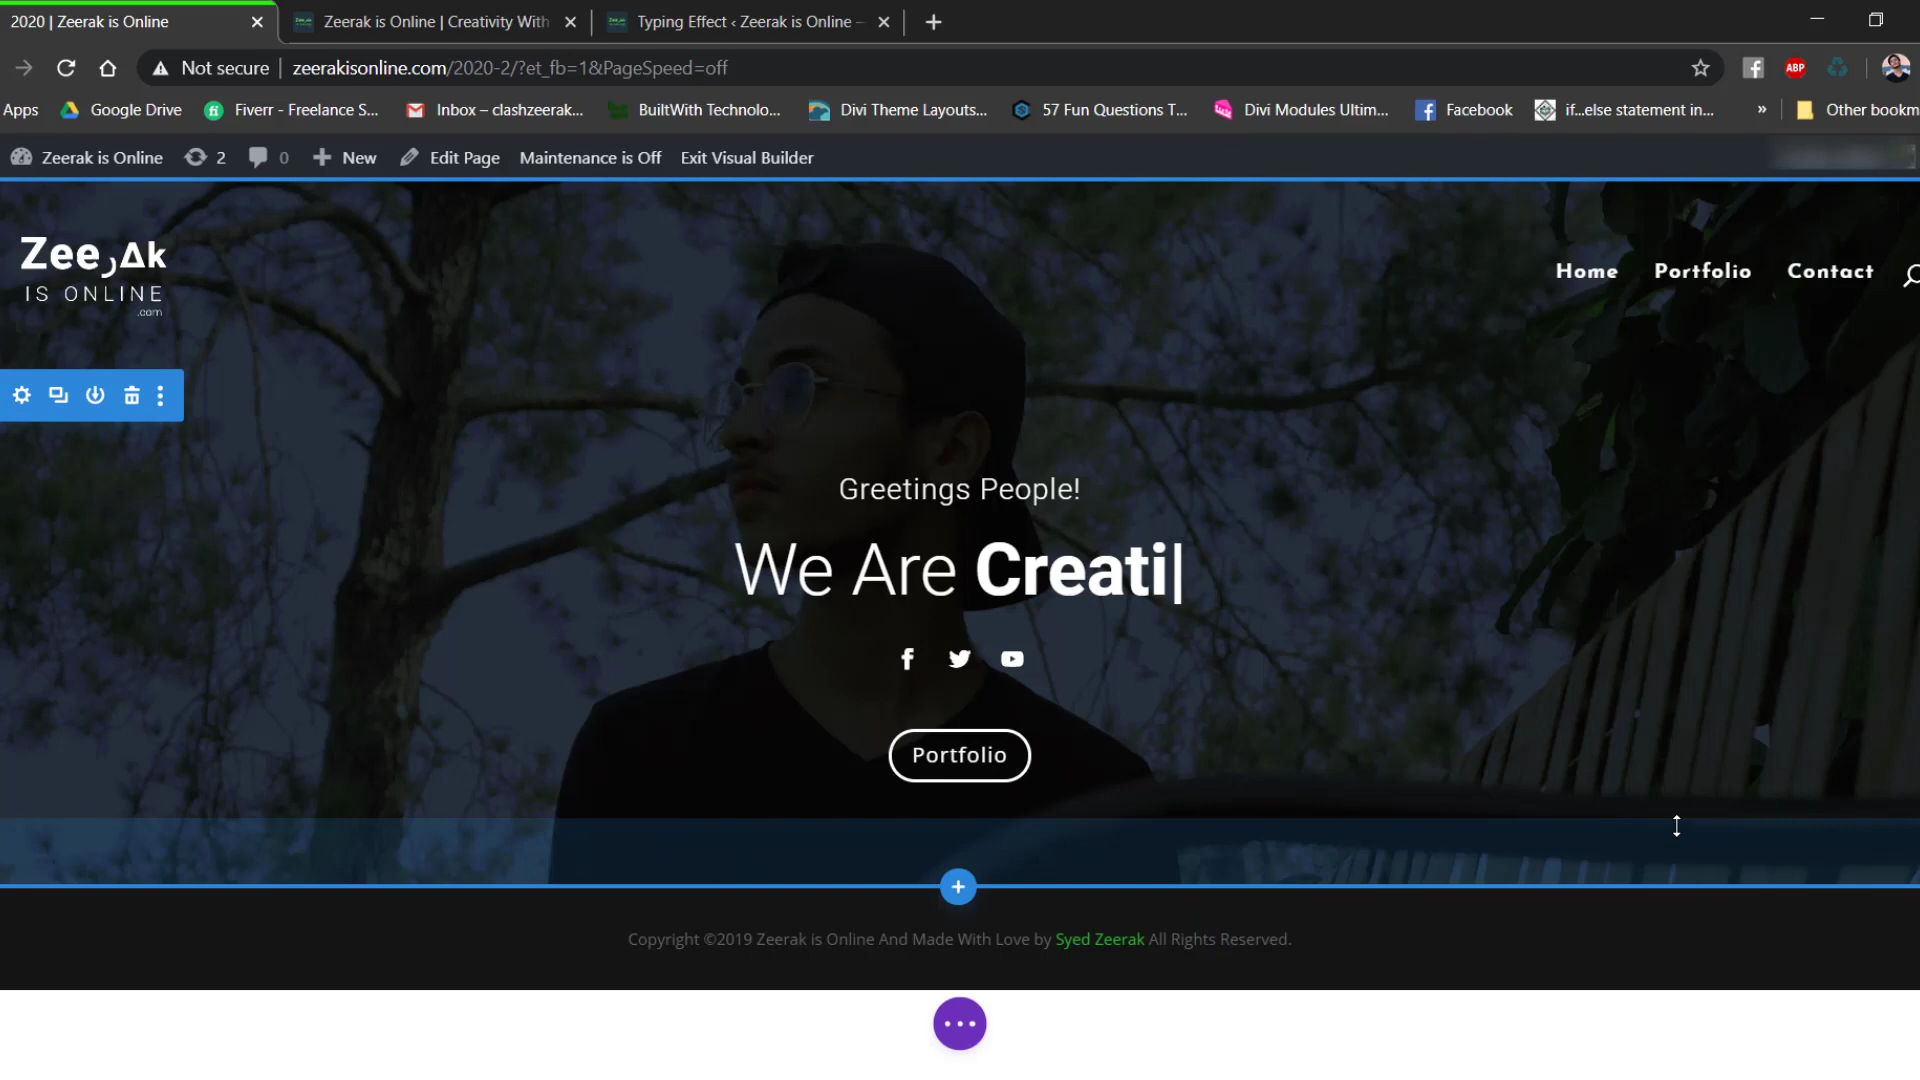 2020 | Zeerak is Online
Zeerak is Online | Creativity With
Typing Effect ‹ Zeerak is Online —
Not secure | zeerakisonline.com/2020-2/?et_fb=1&PageSpeed=off
ABP
Apps Google Drive Fiverr - Freelance S... Inbox – clashzeerak... BuiltWith Technolo... Divi Theme Layouts... 57 Fun Questions T... Divi Modules Ultim... Facebook if...else statement in... » Other bookm
Zeerak is Online 2 0 New Edit Page Maintenance is Off Exit Visual Builder
ZeeرΔk
IS ONLINE
.com
Home Portfolio Contact
Greetings People!
We Are Creati|
Portfolio
Copyright ©2019 Zeerak is Online And Made With Love by Syed Zeerak All Rights Reserved.